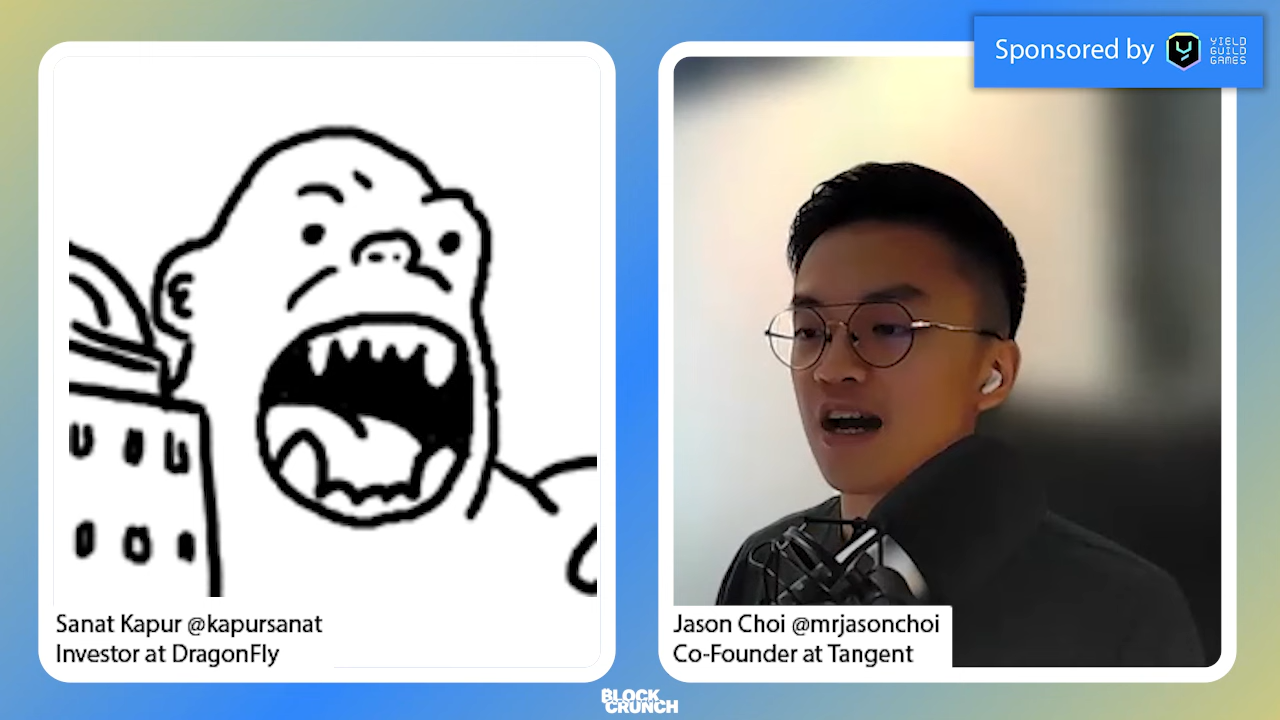 Sponsored by
YIELD
GUILD
GAMES
Sanat Kapur @kapursanat
Investor at DragonFly
Jason Choi @mrjasonchoi
Co-Founder at Tangent
BLOCK
CRUNCH